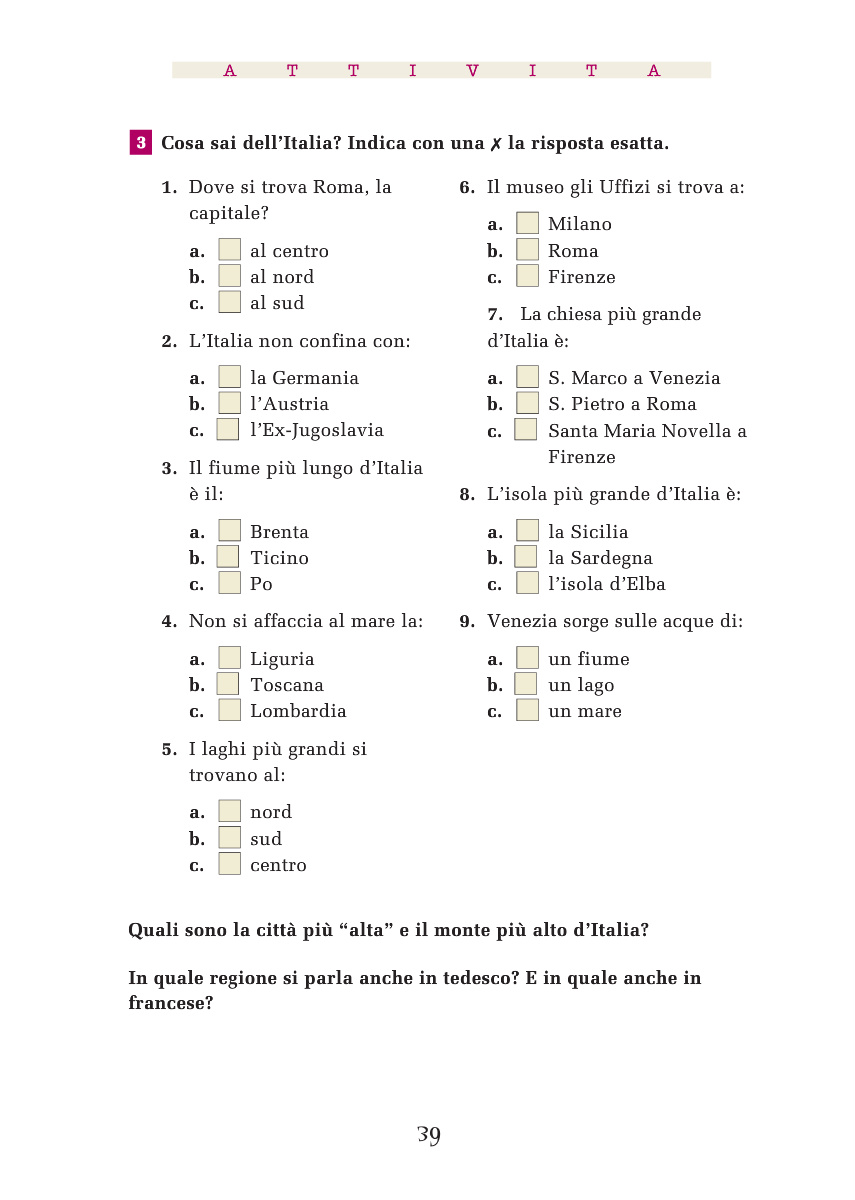 A T T I V I T A
3 Cosa sai dell’Italia? Indica con una ✗ la risposta esatta.
1. Dove si trova Roma, la
capitale?
a. al centro
b. al nord
c. al sud
2. L’Italia non confina con:
a. la Germania
b. l’Austria
c. l’Ex-Jugoslavia
3. Il fiume più lungo d’Italia
è il:
a. Brenta
b. Ticino
c. Po
4. Non si affaccia al mare la:
a. Liguria
b. Toscana
c. Lombardia
5. I laghi più grandi si
trovano al:
a. nord
b. sud
c. centro
6. Il museo gli Uffizi si trova a:
a. Milano
b. Roma
c. Firenze
7. La chiesa più grande
d’Italia è:
a. S. Marco a Venezia
b. S. Pietro a Roma
c. Santa Maria Novella a
Firenze
8. L’isola più grande d’Italia è:
a. la Sicilia
b. la Sardegna
c. l’isola d’Elba
9. Venezia sorge sulle acque di:
a. un fiume
b. un lago
c. un mare
Quali sono la città più “alta” e il monte più alto d’Italia?
In quale regione si parla anche in tedesco? E in quale anche in
francese?
39